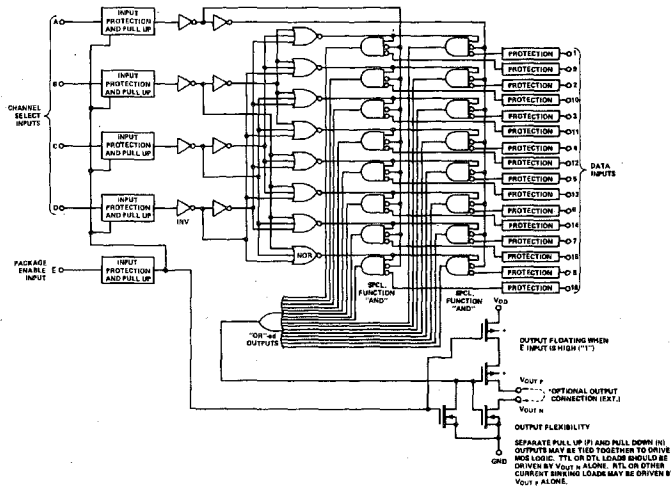 A
INPUT
PROTECTION
AND PULL UP
B
INPUT
PROTECTION
AND PULL UP
CHANNEL
SELECT
INPUTS
C
INPUT
PROTECTION
AND PULL UP
D
INPUT
PROTECTION
AND PULL UP
INV
PACKAGE
ENABLE
INPUT
E
INPUT
PROTECTION
AND PULL UP
NOR
SPCL.
FUNCTION
"AND"
SPCL.
FUNCTION
"AND"
"OR"-ed
OUTPUTS
PROTECTION 1
PROTECTION 9
PROTECTION 2
PROTECTION 10
PROTECTION 3
PROTECTION 11
PROTECTION 4
PROTECTION 12
PROTECTION 5
PROTECTION 13
PROTECTION 6
PROTECTION 14
PROTECTION 7
PROTECTION 15
PROTECTION 8
PROTECTION 16
DATA
INPUTS
VDD
OUTPUT FLOATING WHEN
E INPUT IS HIGH ("1")
VOUT P
*OPTIONAL OUTPUT
CONNECTION (EXT.)
VOUT N
GND
OUTPUT FLEXIBILITY
SEPARATE PULL UP (P) AND PULL DOWN (N)
OUTPUTS MAY BE TIED TOGETHER TO DRIVE
MOS LOGIC. TTL OR DTL LOADS SHOULD BE
DRIVEN BY VOUT N ALONE. RTL OR OTHER
CURRENT SINKING LOADS MAY BE DRIVEN BY
VOUT P ALONE.